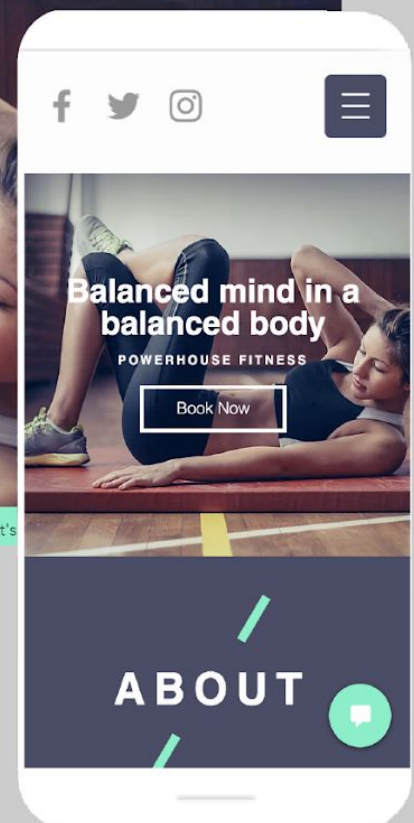 Balanced mind in a
balanced body
POWERHOUSE FITNESS
Book Now
t's
ABOUT